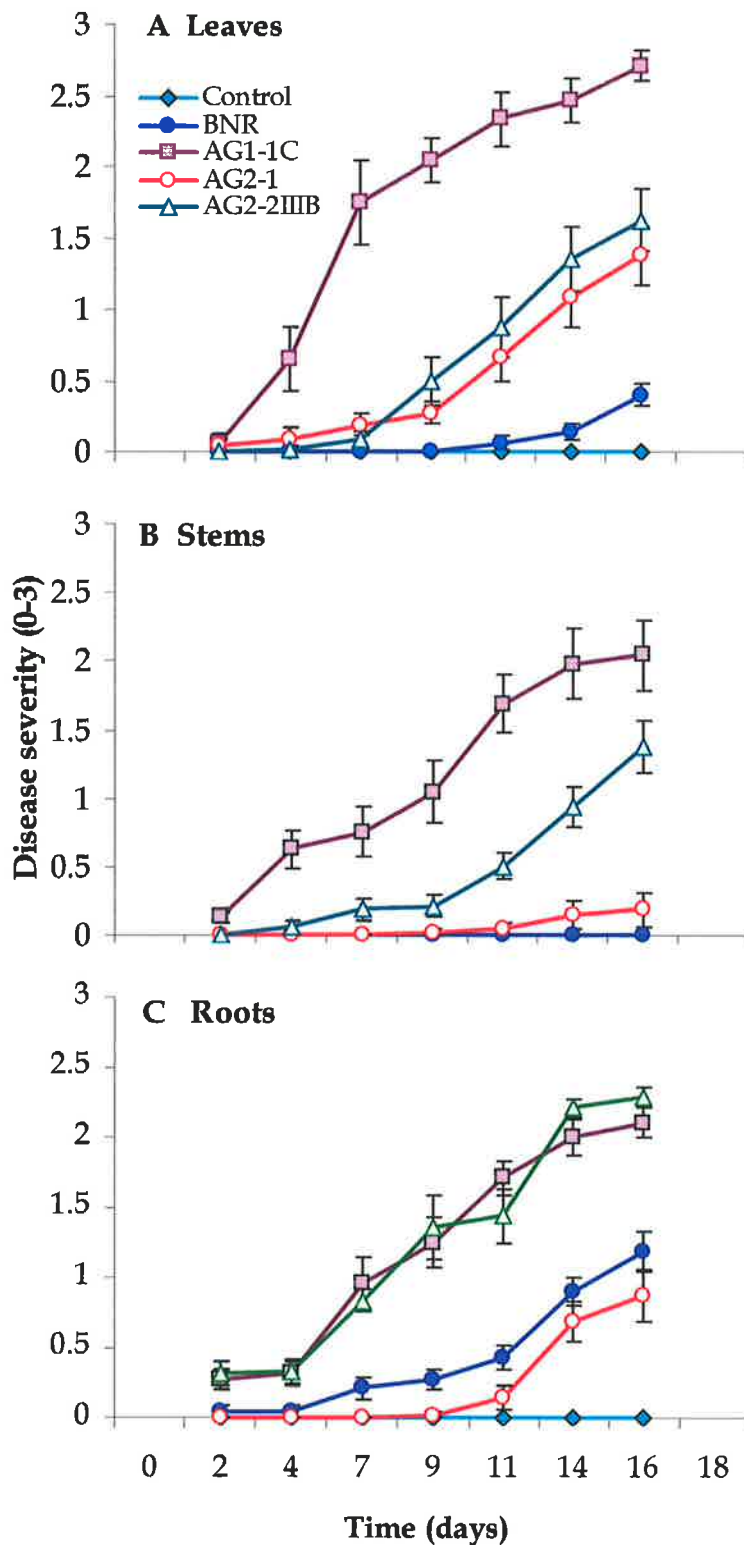 A Leaves
3
2.5
2
1.5
1
0.5
0
Control
BNR
AG1-1C
AG2-1
AG2-2IIIB
B Stems
3
2.5
2
1.5
1
0.5
0
Disease severity (0-3)
C Roots
3
2.5
2
1.5
1
0.5
0
0 2 4 7 9 11 14 16 18
Time (days)